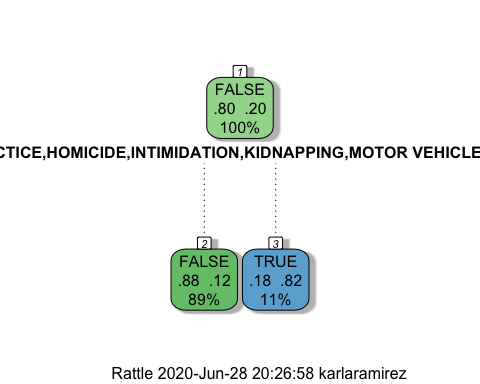 1
FALSE
.80 .20
100%
CTICE,HOMICIDE,INTIMIDATION,KIDNAPPING,MOTOR VEHICLE
2
3
FALSE
TRUE
.88 .12
.18 .82
89%
11%
Rattle 2020-Jun-28 20:26:58 karlaramirez